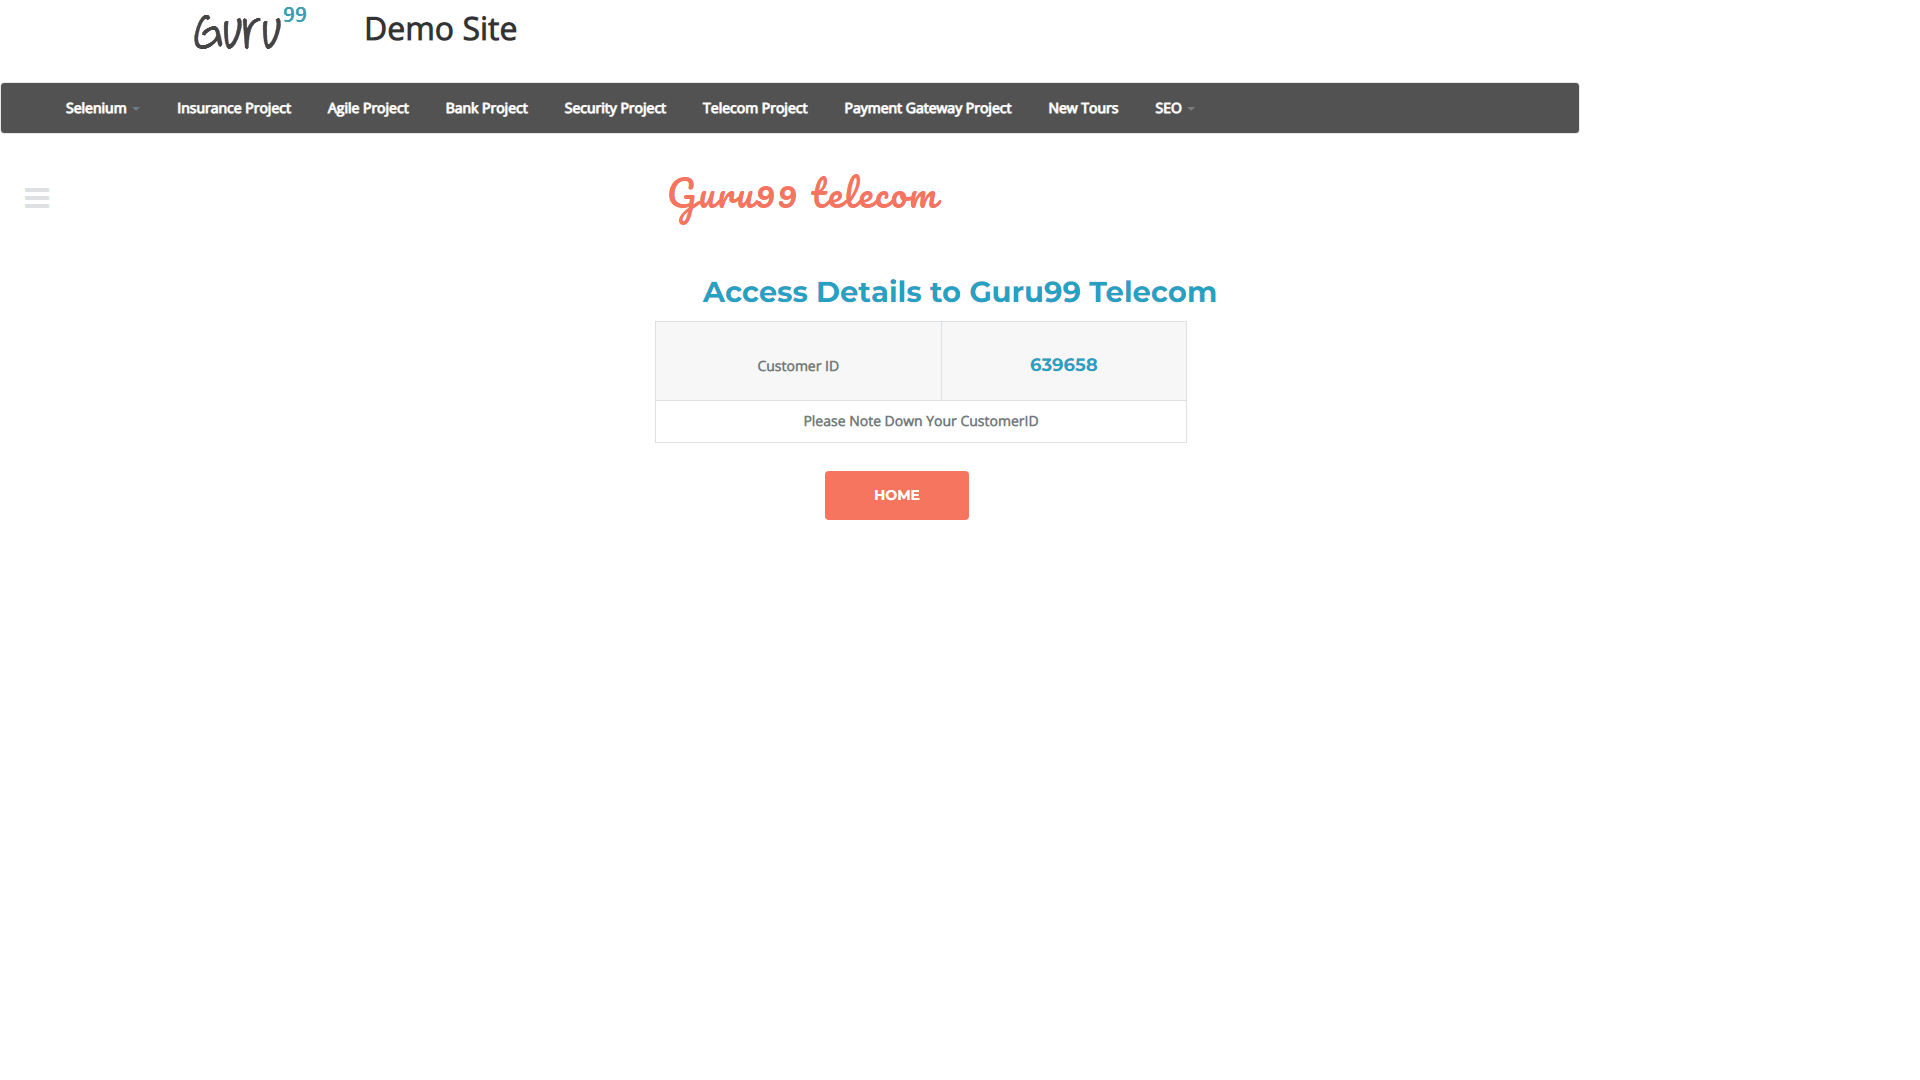 Guru99 Demo Site
Selenium Insurance Project Agile Project Bank Project Security Project Telecom Project Payment Gateway Project New Tours SEO
Guru99 telecom
Access Details to Guru99 Telecom
Customer ID 639658
Please Note Down Your CustomerID
HOME